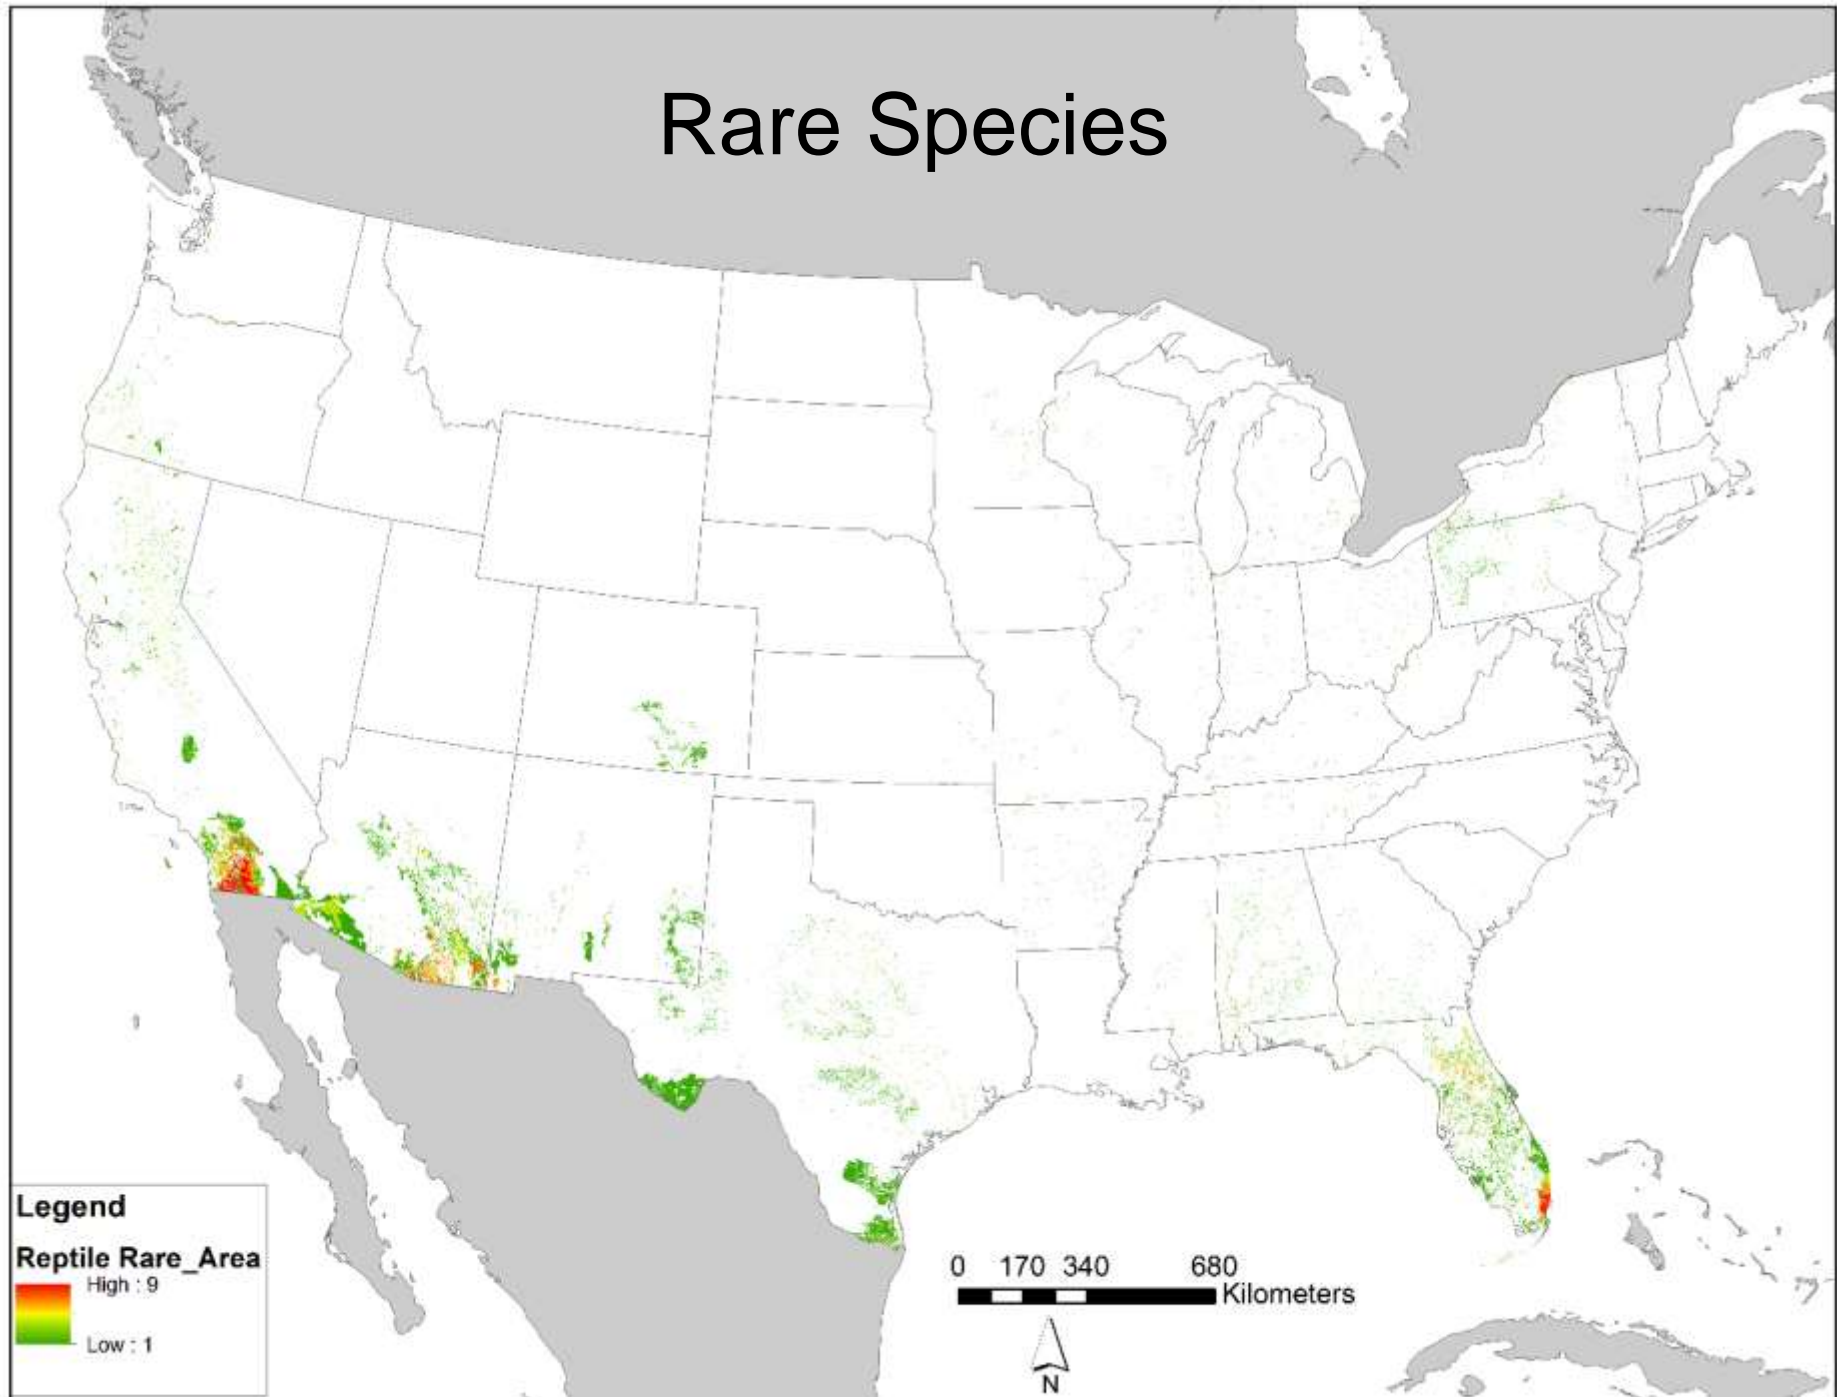 Rare Species
Legend
Reptile Rare_Area
High : 9
Low : 1
0 170 340 680
Kilometers
N